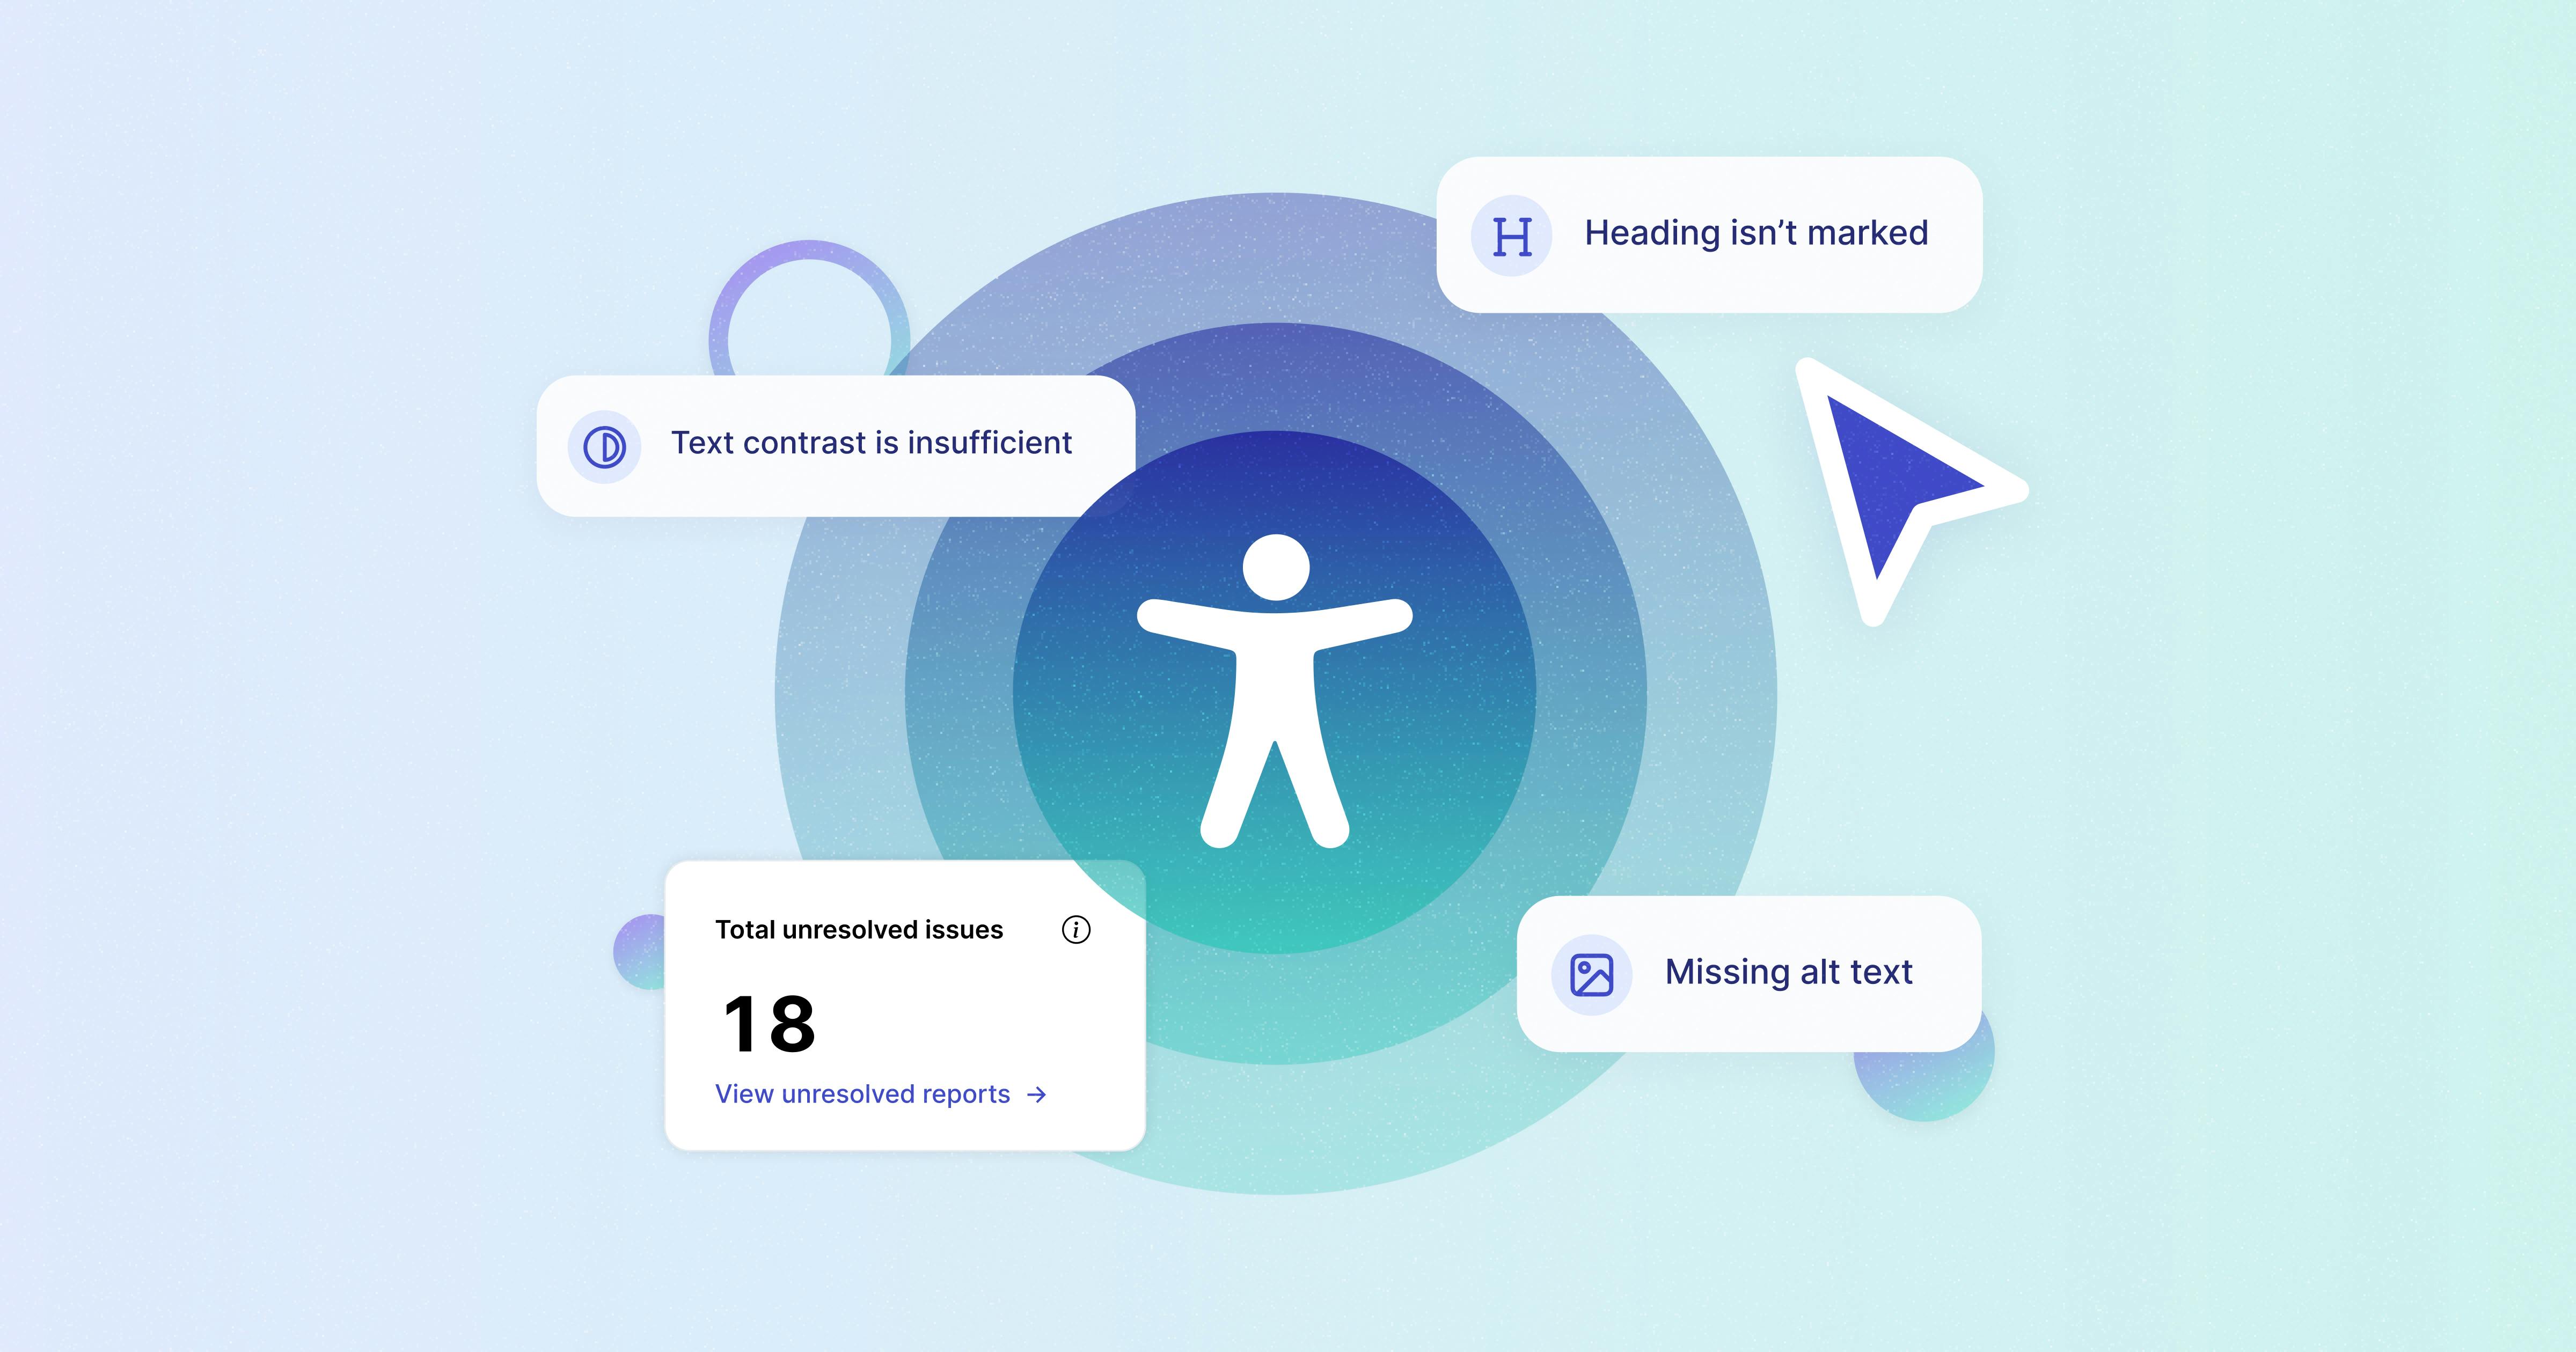 Heading isn’t marked
Text contrast is insufficient
Total unresolved issues
18
View unresolved reports →
Missing alt text